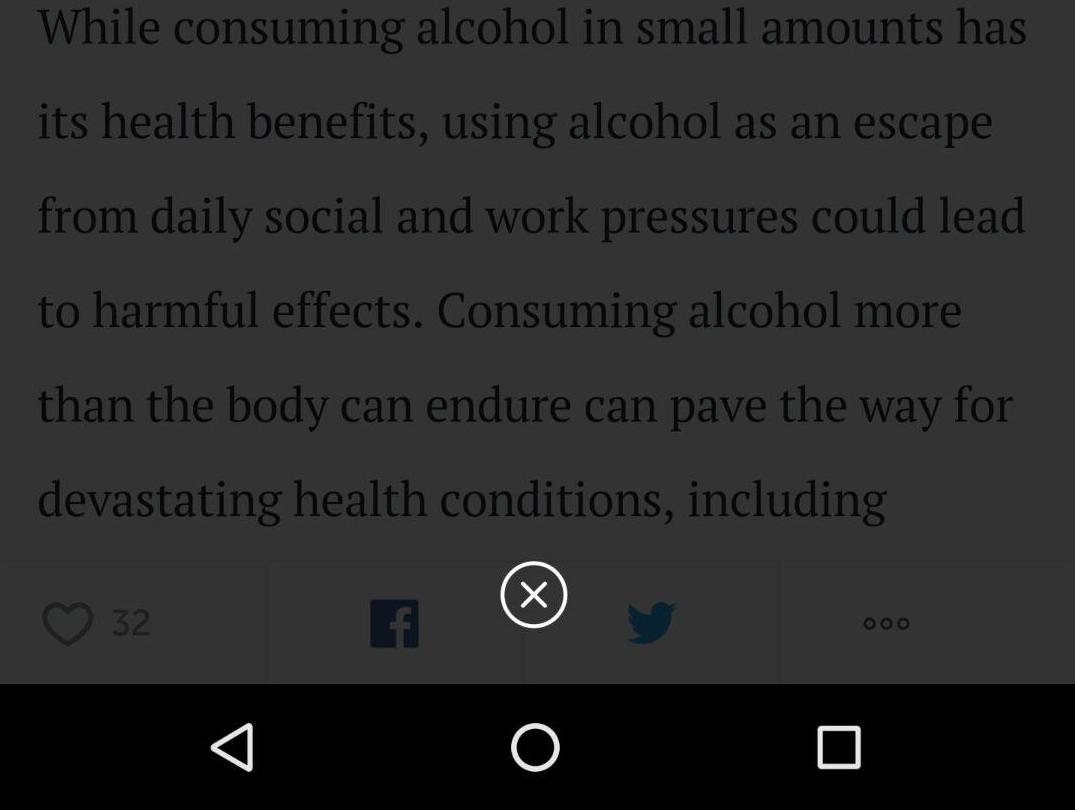 While consuming alcohol in small amounts has
its health benefits, using alcohol as an escape
from daily social and work pressures could lead
to harmful effects. Consuming alcohol more
than the body can endure can pave the way for
devastating health conditions, including
32